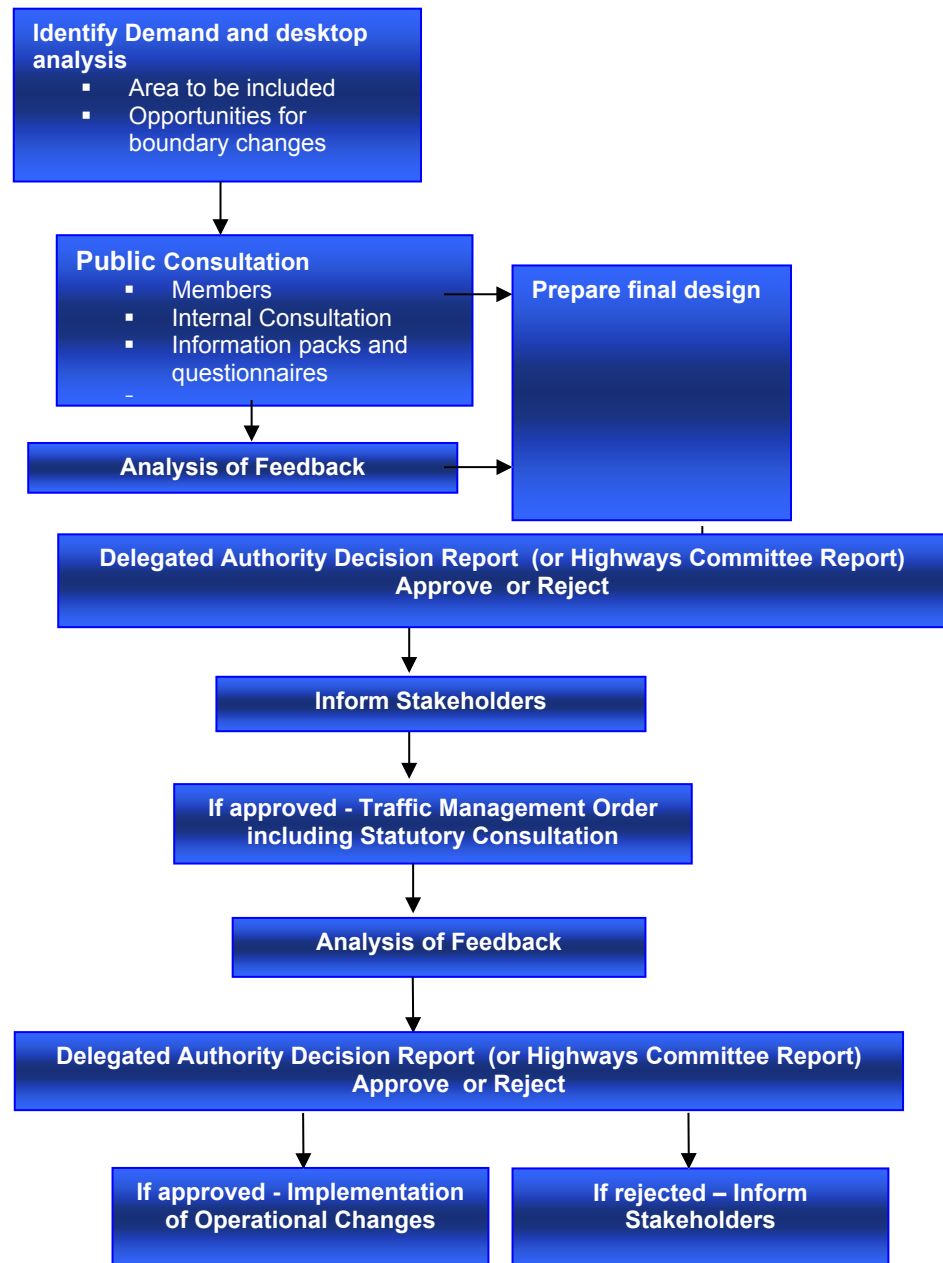 Identify Demand and desktop
analysis
▪ Area to be included
▪ Opportunities for
boundary changes
Public Consultation
▪ Members
▪ Internal Consultation
▪ Information packs and
questionnaires
Prepare final design
Analysis of Feedback
Delegated Authority Decision Report (or Highways Committee Report)
Approve or Reject
Inform Stakeholders
If approved - Traffic Management Order
including Statutory Consultation
Analysis of Feedback
Delegated Authority Decision Report (or Highways Committee Report)
Approve or Reject
If approved - Implementation
of Operational Changes
If rejected – Inform
Stakeholders